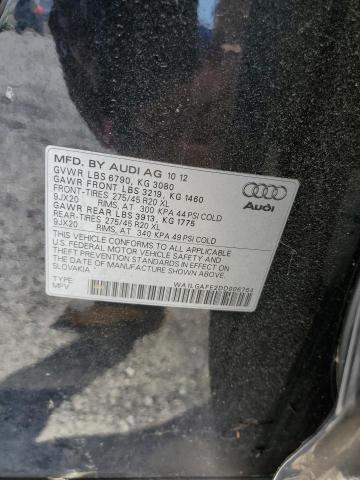 MFD. BY AUDI AG 10 12
GVWR LBS 6790, KG 3080
GAWR FRONT LBS 3219, KG 1460
FRONT-TIRES 275/45 R20 XL
9JX20 RIMS, AT 300 KPA 44 PSI COLD
GAWR REAR LBS 3913, KG 1775
REAR-TIRES 275/45 R20 XL
9JX20 RIMS, AT 340 KPA 49 PSI COLD
THIS VEHICLE CONFORMS TO ALL APPLICABLE
U.S. FEDERAL MOTOR VEHICLE SAFETY AND
THEFT PREVENTION STANDARDS IN EFFECT ON
THE DATE OF MANUFACTURE SHOWN ABOVE.
SLOVAKIA
TYPE:
MPV
WA1LGAFE2DD006764
Audi